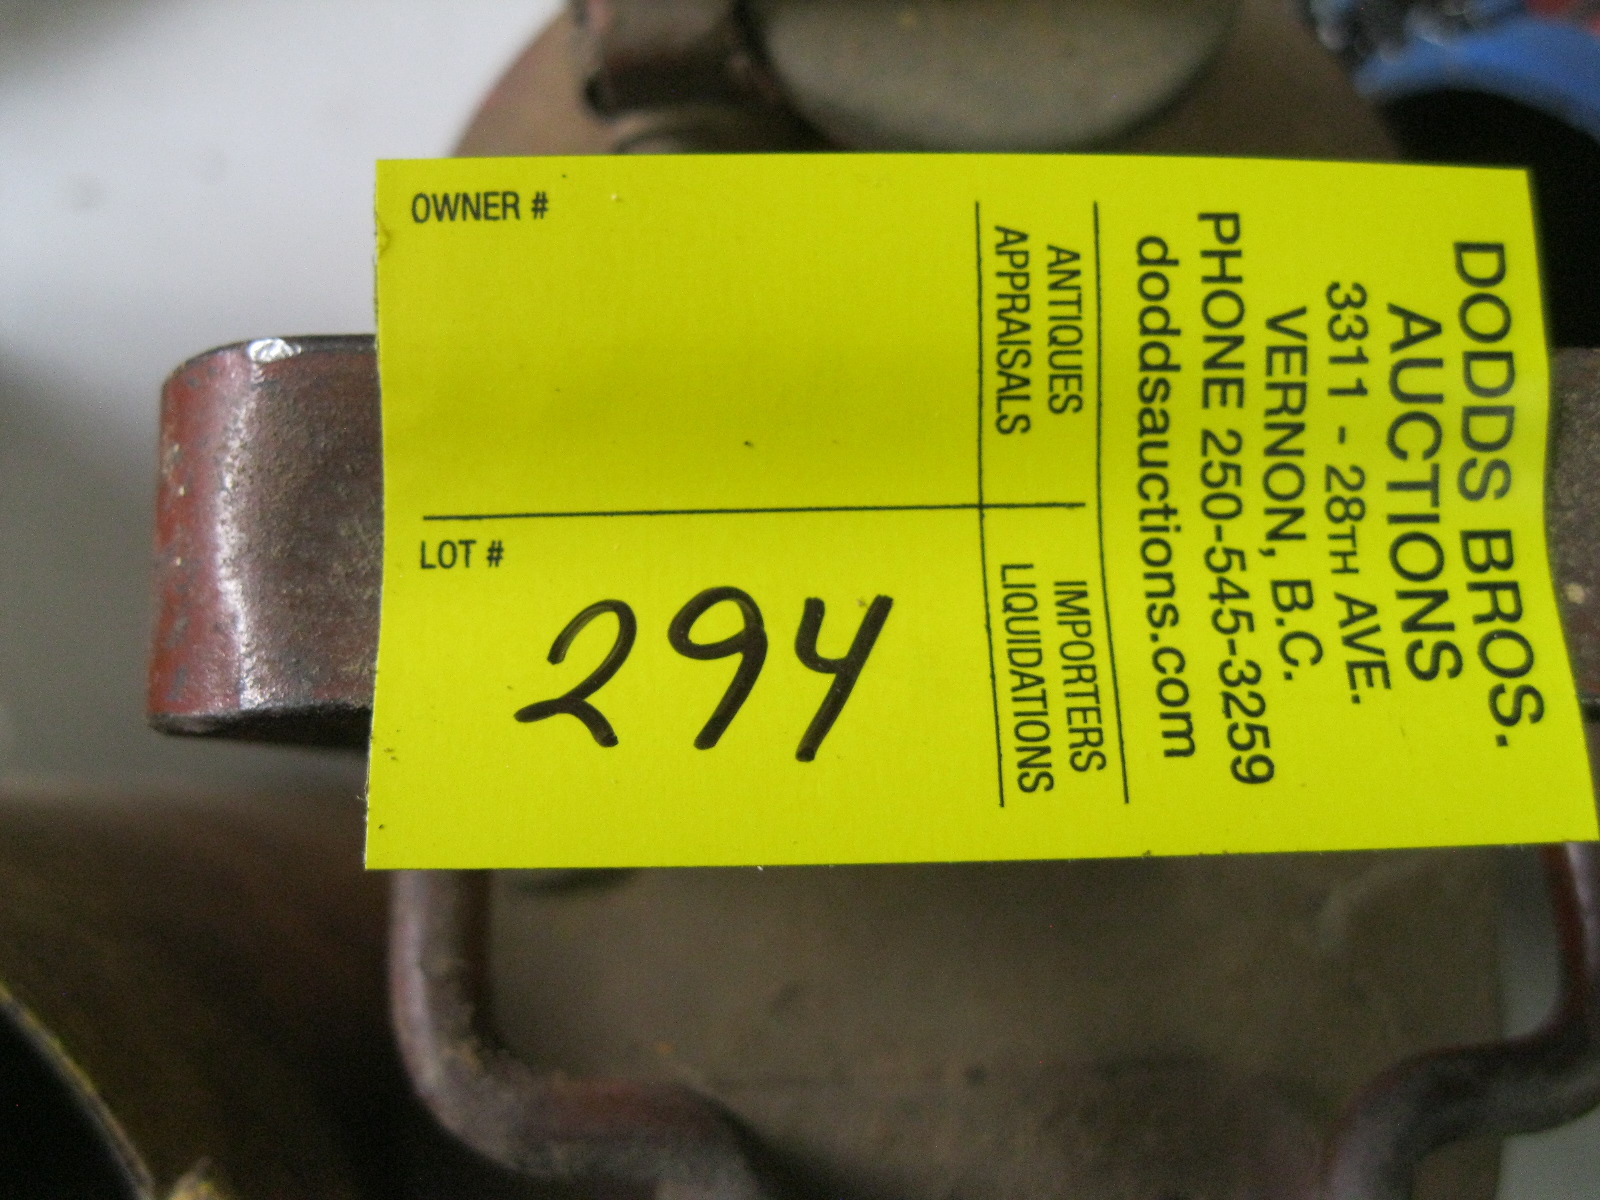 OWNER #
LOT #
294
DODDS BROS.
AUCTIONS
3311 - 28TH AVE.
VERNON, B.C.
PHONE 250-545-3259
doddsauctions.com
ANTIQUES IMPORTERS
APPRAISALS LIQUIDATIONS